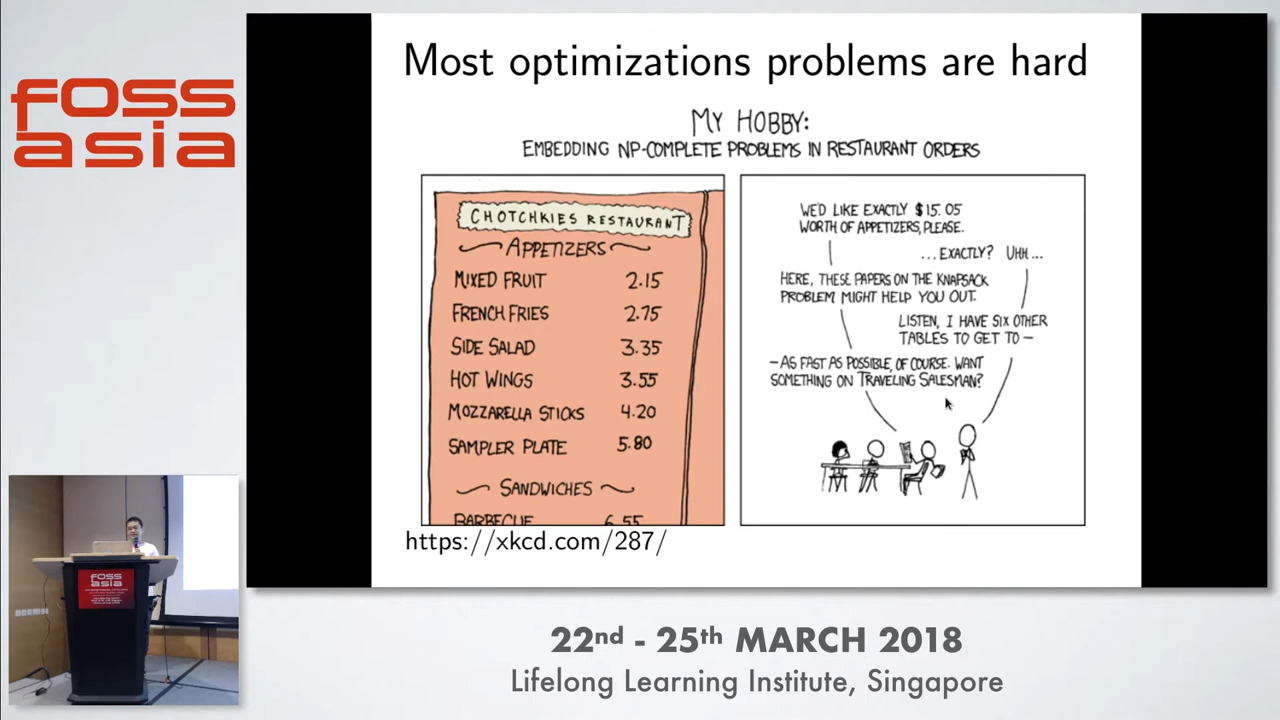 FOSS
asia
Most optimizations problems are hard
MY HOBBY:
EMBEDDING NP-COMPLETE PROBLEMS IN RESTAURANT ORDERS
CHOTCHKIES RESTAURANT
APPETIZERS
MIXED FRUIT 2.15
FRENCH FRIES 2.75
SIDE SALAD 3.35
HOT WINGS 3.55
MOZZARELLA STICKS 4.20
SAMPLER PLATE 5.80
SANDWICHES
BARBECUE 6.55
WE'D LIKE EXACTLY $15.05
WORTH OF APPETIZERS, PLEASE.
...EXACTLY? UHH...
HERE, THESE PAPERS ON THE KNAPSACK
PROBLEM MIGHT HELP YOU OUT.
LISTEN, I HAVE SIX OTHER
TABLES TO GET TO —
—AS FAST AS POSSIBLE, OF COURSE. WANT
SOMETHING ON TRAVELING SALESMAN?
https://xkcd.com/287/
FOSS
asia
22nd - 25th MARCH 2018
Lifelong Learning Institute, Singapore